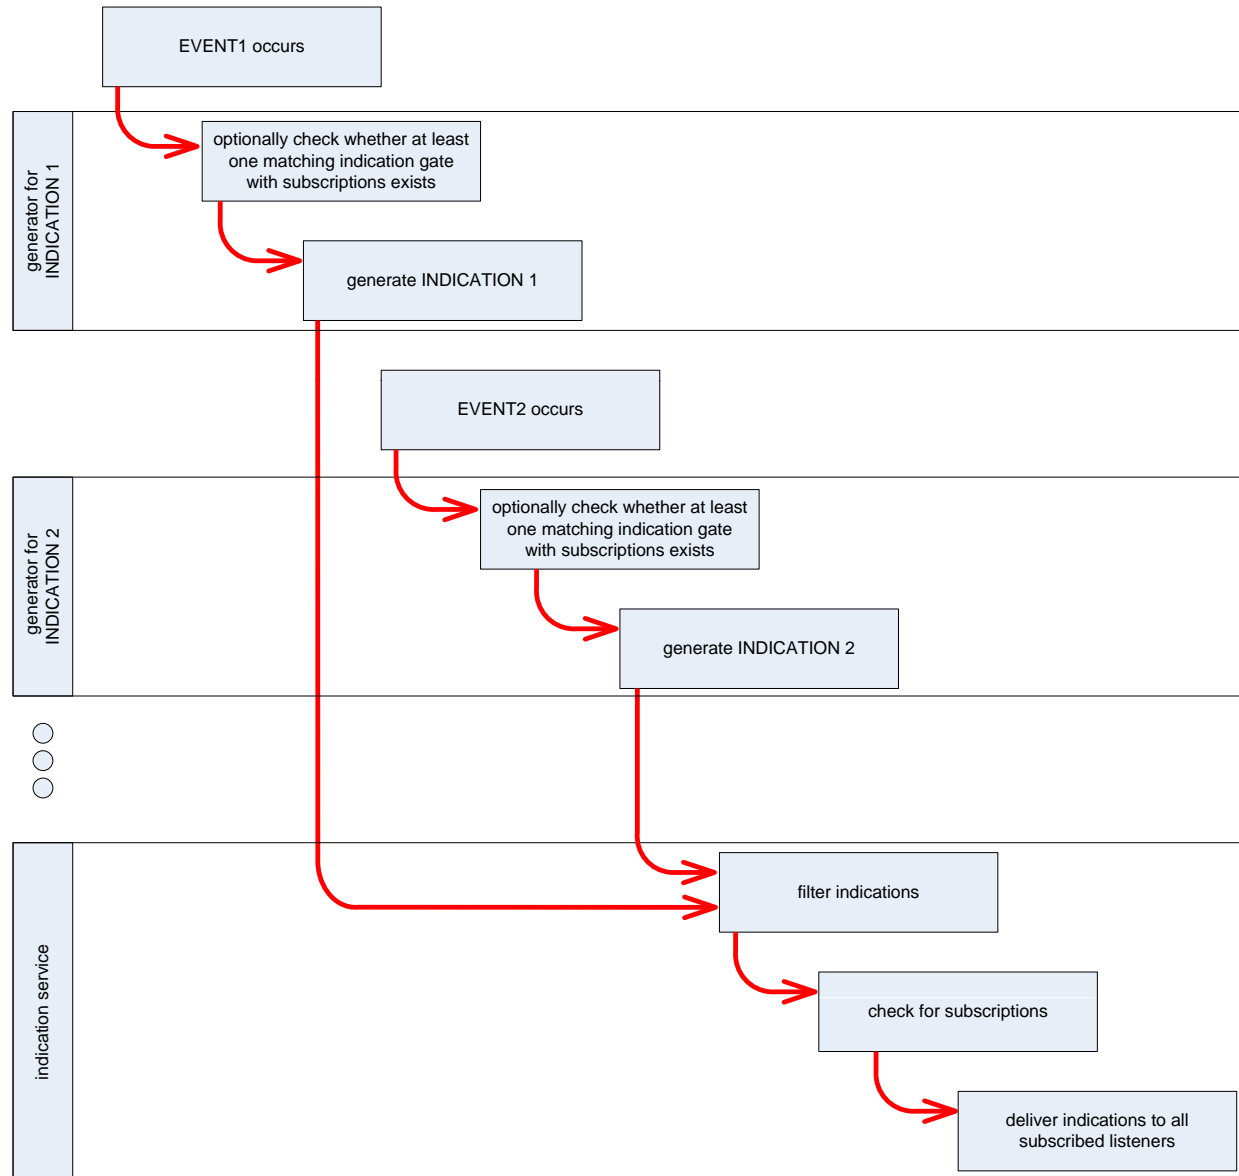 EVENT1 occurs
generator for
INDICATION 1
optionally check whether at least
one matching indication gate
with subscriptions exists
generate INDICATION 1
EVENT2 occurs
generator for
INDICATION 2
optionally check whether at least
one matching indication gate
with subscriptions exists
generate INDICATION 2
indication service
filter indications
check for subscriptions
deliver indications to all
subscribed listeners